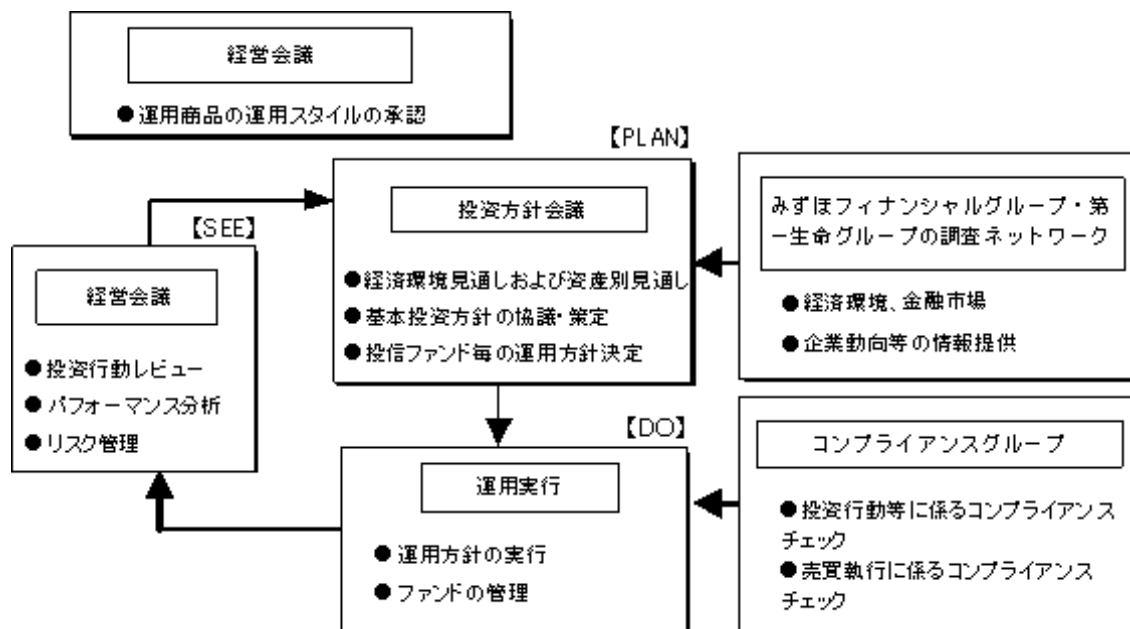 経営会議
●運用商品の運用スタイルの承認
【PLAN】
投資方針会議
●経済環境見通しおよび資産別見通し
●基本投資方針の協議・策定
●投信ファンド毎の運用方針決定
みずほフィナンシャルグループ・第
一生命グループの調査ネットワーク
●経済環境、金融市場
●企業動向等の情報提供
【SEE】
経営会議
●投資行動レビュー
●パフォーマンス分析
●リスク管理
【DO】
運用実行
●運用方針の実行
●ファンドの管理
コンプライアンスグループ
●投資行動等に係るコンプライアンス
チェック
●売買執行に係るコンプライアンス
チェック